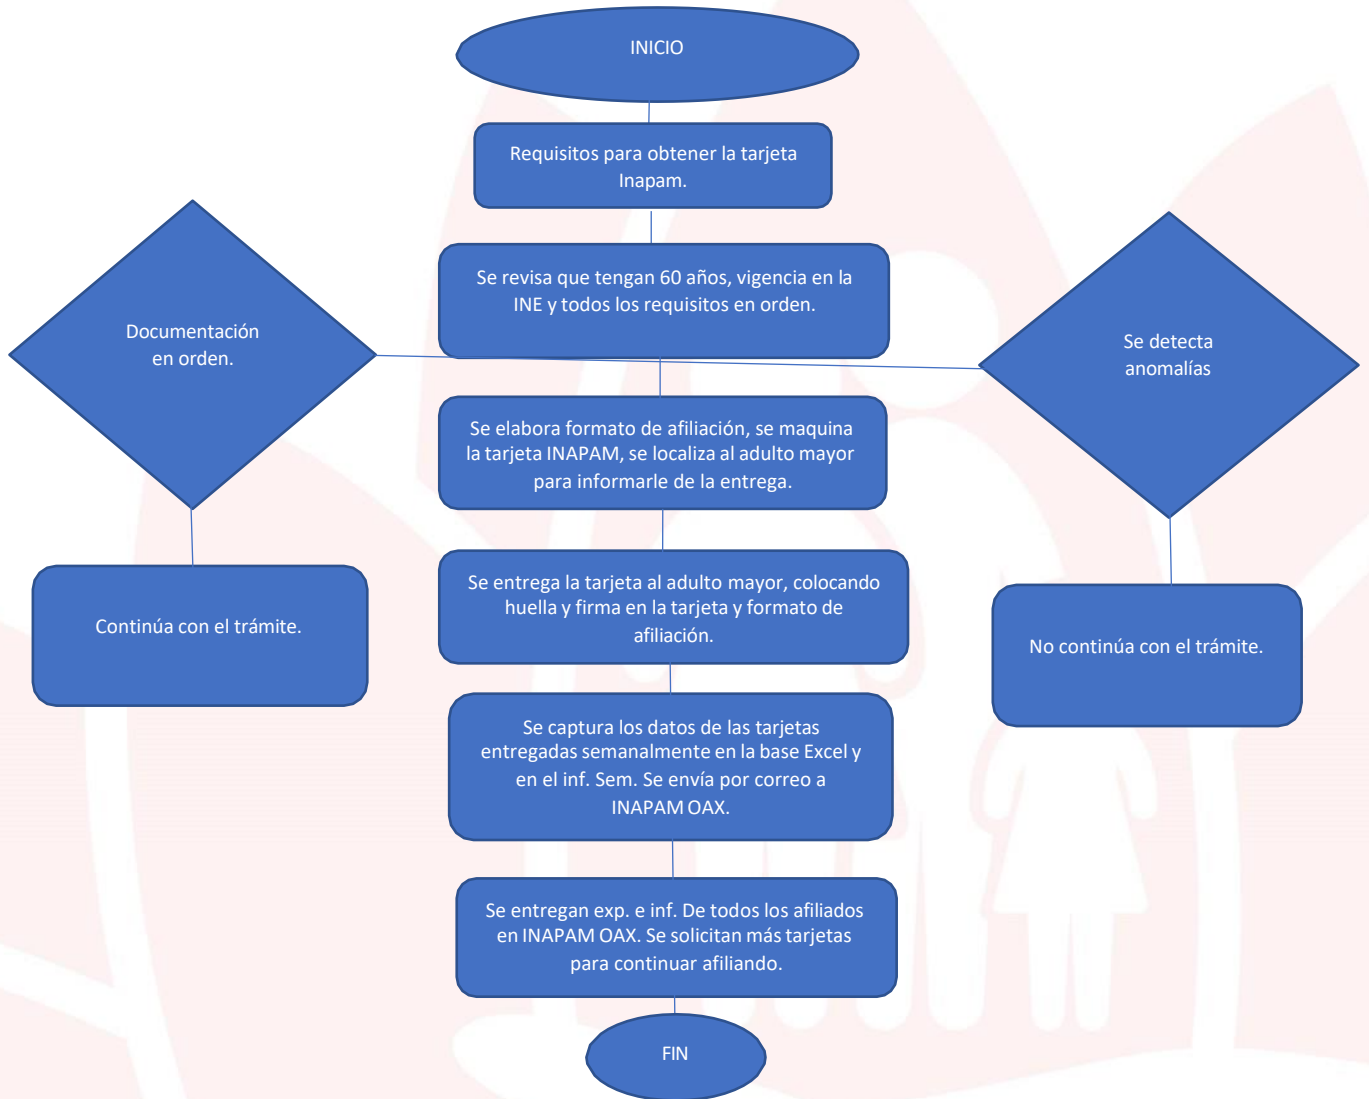 INICIO
Requisitos para obtener la tarjeta
Inapam.
Se revisa que tengan 60 años, vigencia en la
INE y todos los requisitos en orden.
Documentación
en orden.
Se detecta
anomalías
Se elabora formato de afiliación, se maquina
la tarjeta INAPAM, se localiza al adulto mayor
para informarle de la entrega.
Se entrega la tarjeta al adulto mayor, colocando
huella y firma en la tarjeta y formato de
afiliación.
Continúa con el trámite.
No continúa con el trámite.
Se captura los datos de las tarjetas
entregadas semanalmente en la base Excel y
en el inf. Sem. Se envía por correo a
INAPAM OAX.
Se entregan exp. e inf. De todos los afiliados
en INAPAM OAX. Se solicitan más tarjetas
para continuar afiliando.
FIN